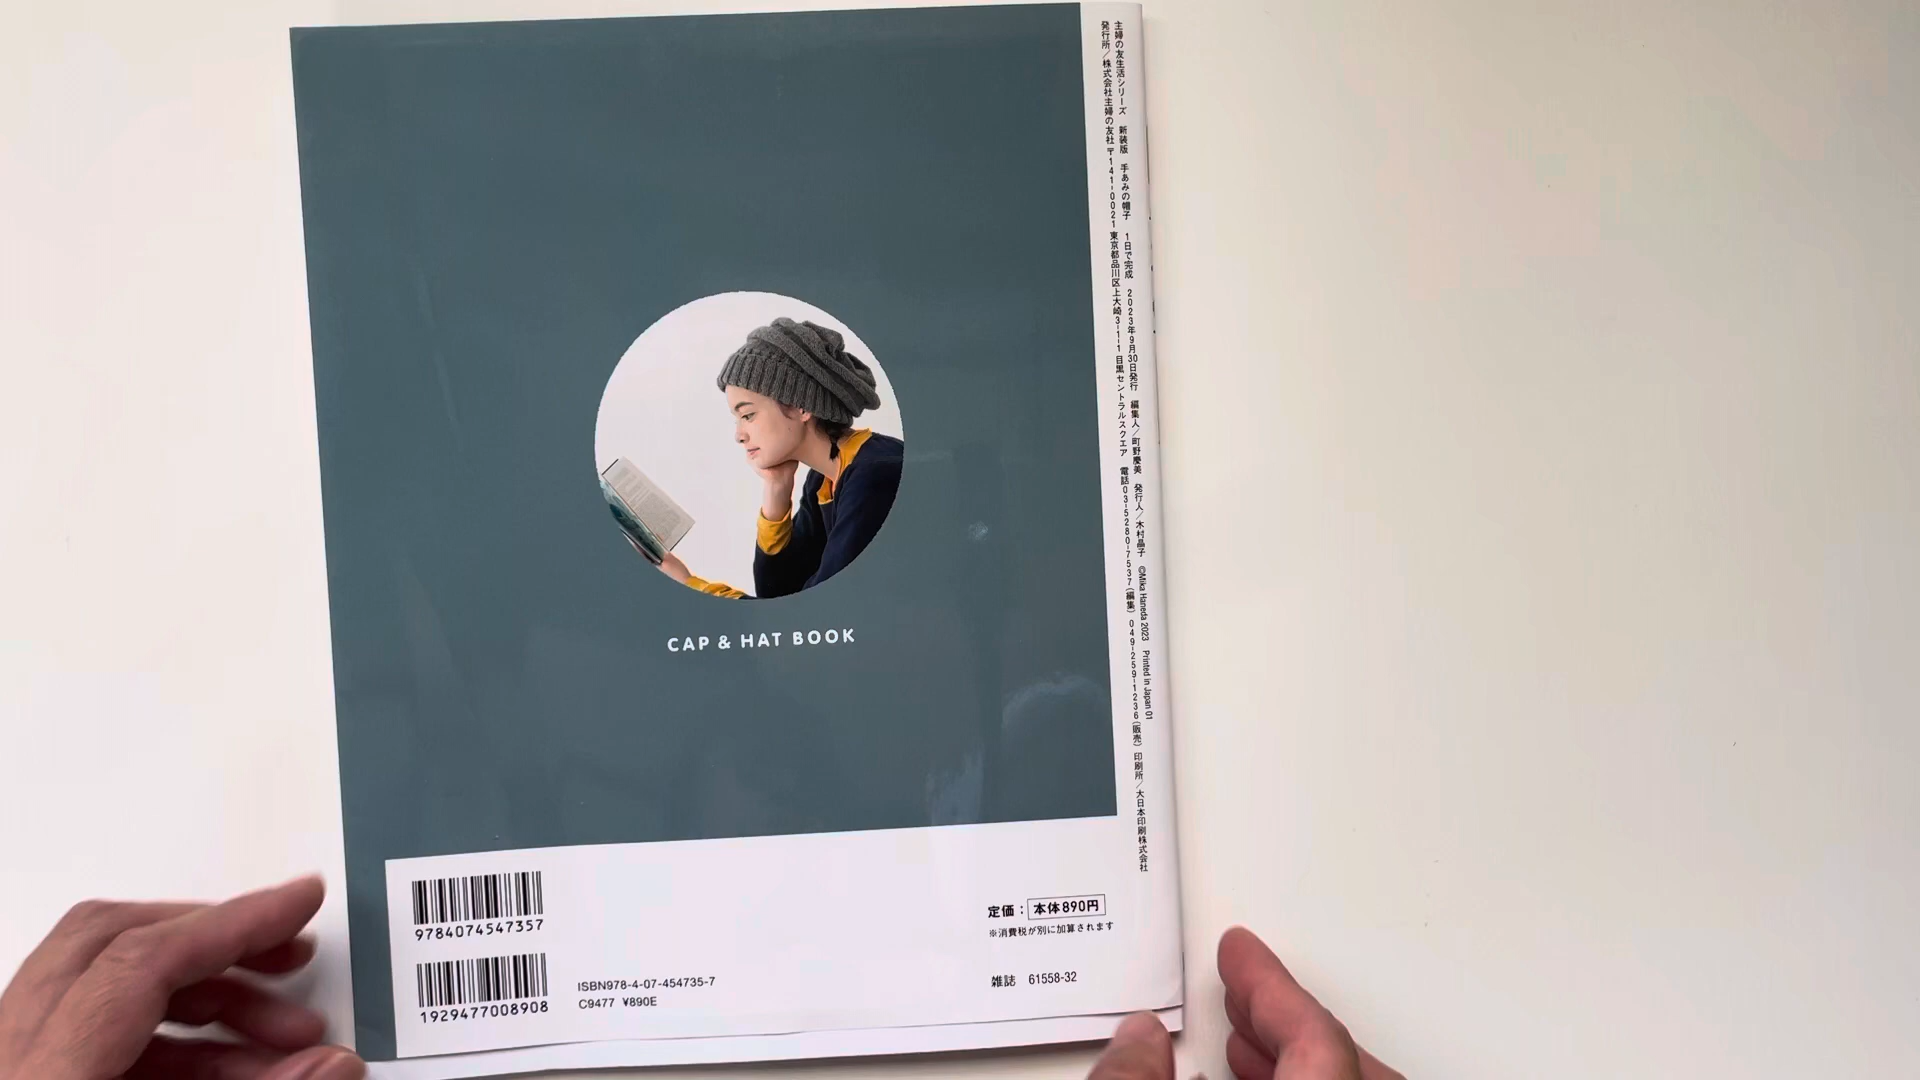 主婦の友生活シリーズ 新装版 手あみの帽子 1日で完成 2023年9月30日発行 編集人/町野慶美 発行人/木村晶子 ©Mika Haneda 2023 Printed in Japan 01
発行所/株式会社主婦の友社 〒141-0021 東京都品川区上大崎3-1-1 目黒セントラルスクエア 電話03-5280-7537(編集) 049-259-1236(販売) 印刷所/大日本印刷株式会社
CAP & HAT BOOK
9784074547357
1929477008908
ISBN978-4-07-454735-7
C9477 ¥890E
定価：本体890円
※消費税が別に加算されます
雑誌 61558-32